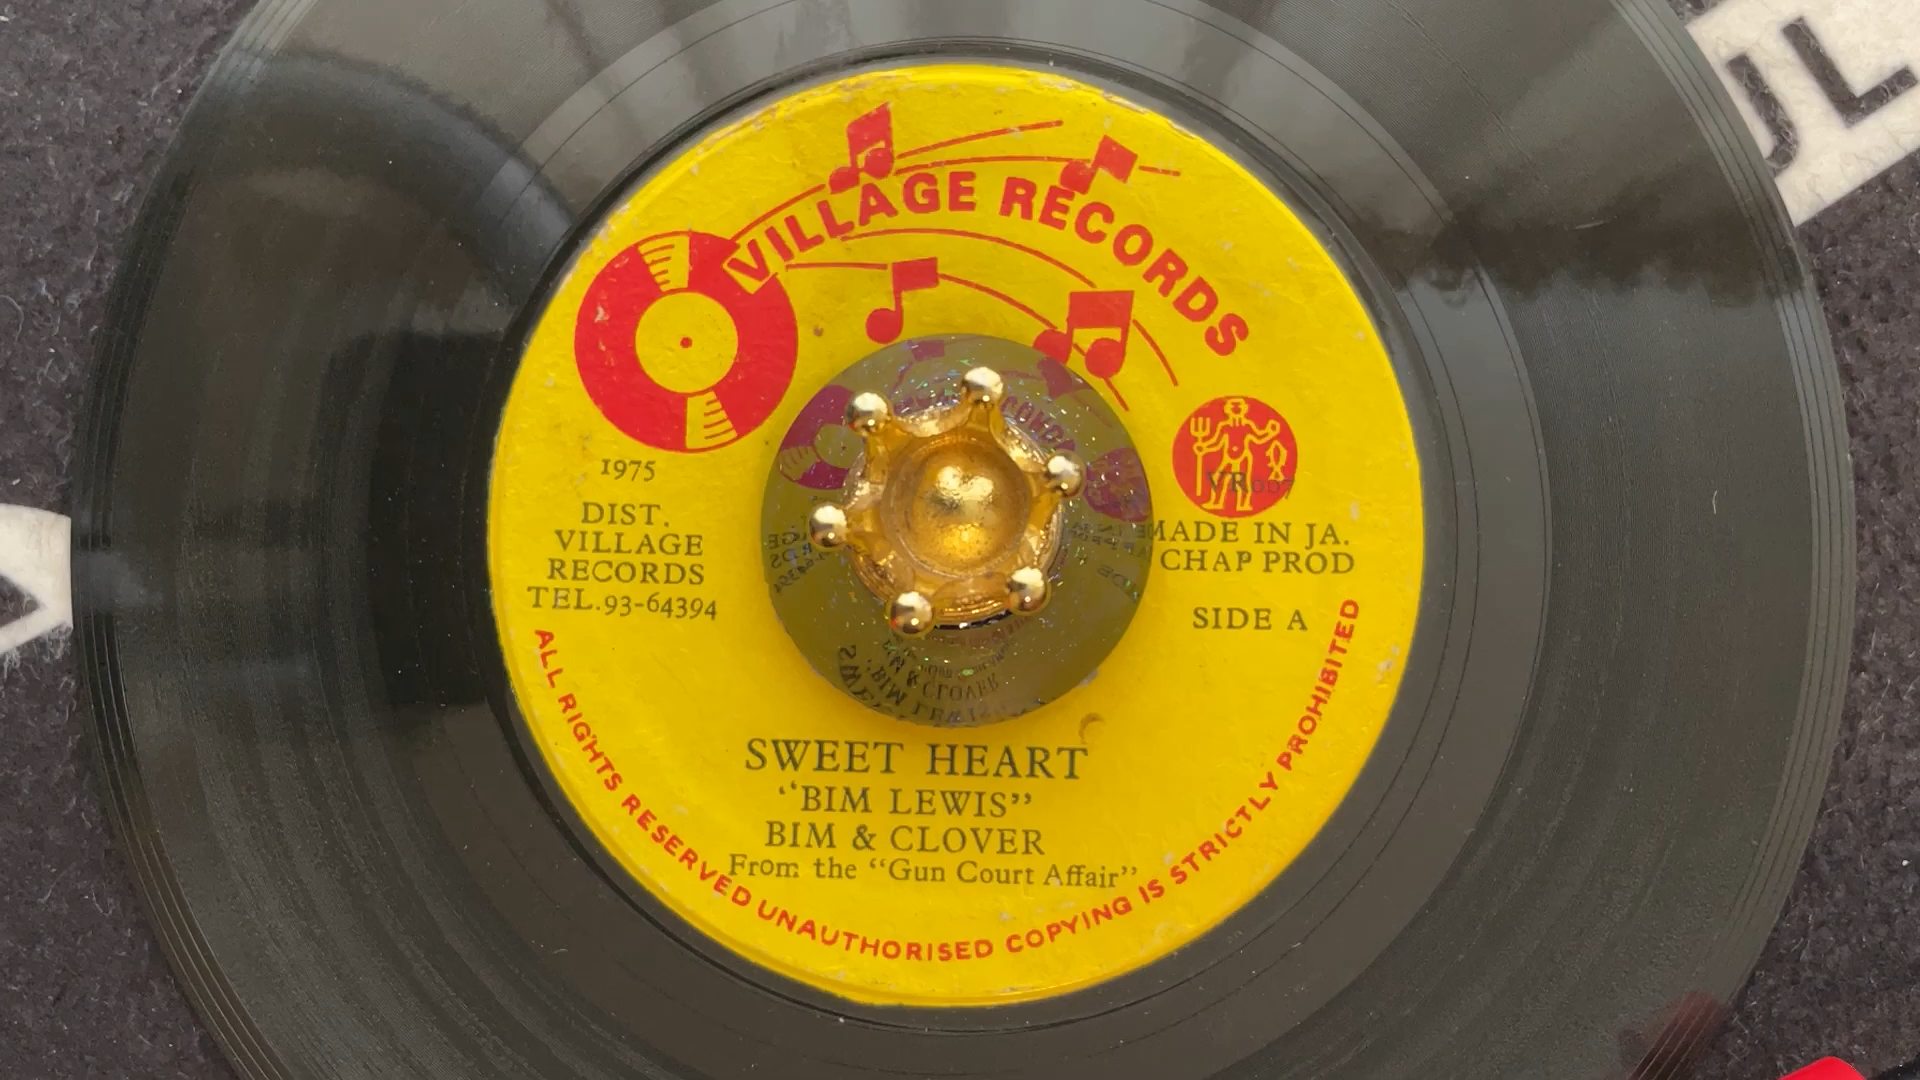 VILLAGE RECORDS
1975
DIST.
VILLAGE
RECORDS
TEL.93-64394
VR007
MADE IN JA.
CHAP PROD
SIDE A
SWEET HEART
"BIM LEWIS"
BIM & CLOVER
From the "Gun Court Affair"
ALL RIGHTS RESERVED UNAUTHORISED COPYING IS STRICTLY PROHIBITED